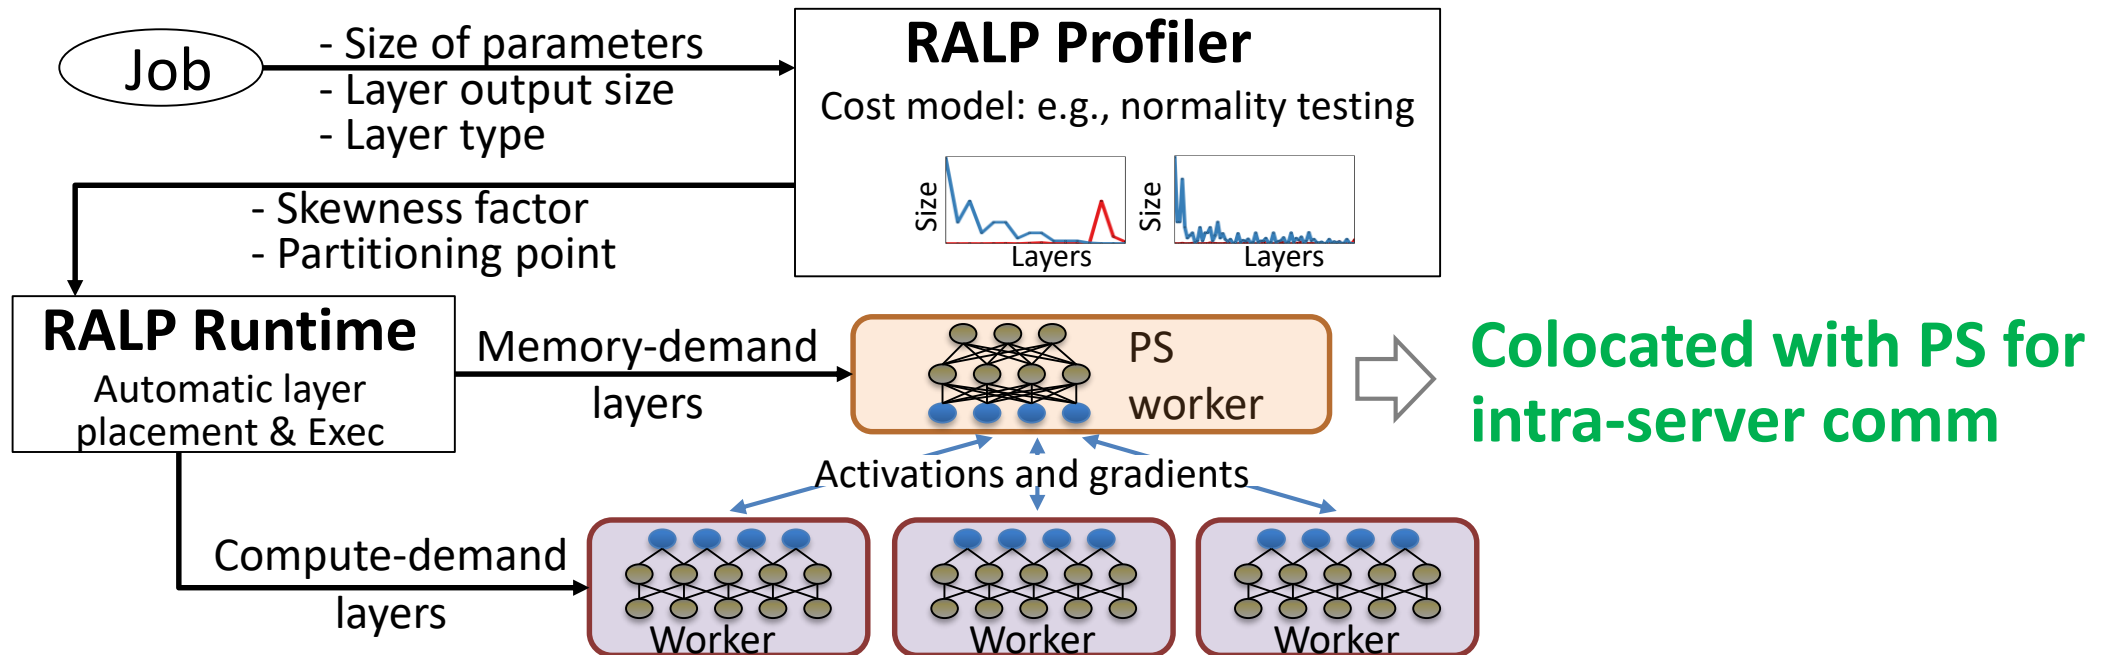 Job
- Size of parameters
- Layer output size
- Layer type
RALP Profiler
Cost model: e.g., normality testing
Size
Layers
Size
Layers
- Skewness factor
- Partitioning point
RALP Runtime
Automatic layer
placement & Exec
Memory-demand
layers
PS
worker
Colocated with PS for
intra-server comm
Activations and gradients
Compute-demand
layers
Worker
Worker
Worker